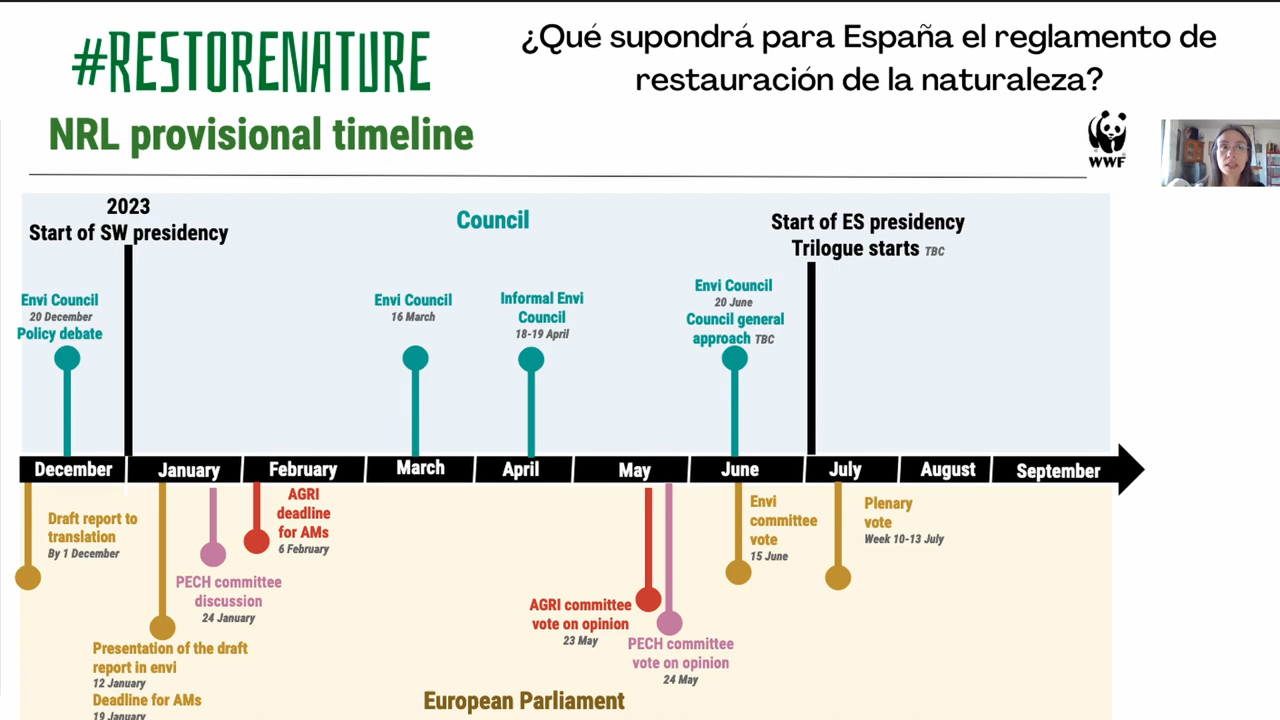 #RESTORENATURE
¿Qué supondrá para España el reglamento de
restauración de la naturaleza?
NRL provisional timeline
WWF
2023
Start of SW presidency
Council
Start of ES presidency
Trilogue starts TBC
Envi Council
20 December
Policy debate
Envi Council
16 March
Informal Envi
Council
18-19 April
Envi Council
20 June
Council general
approach TBC
December
January
February
March
April
May
June
July
August
September
Draft report to
translation
By 1 December
Presentation of the draft
report in envi
12 January
Deadline for AMs
19 January
PECH committee
discussion
24 January
AGRI
deadline
for AMs
6 February
AGRI committee
vote on opinion
23 May
PECH committee
vote on opinion
24 May
Envi
committee
vote
15 June
Plenary
vote
Week 10-13 July
European Parliament